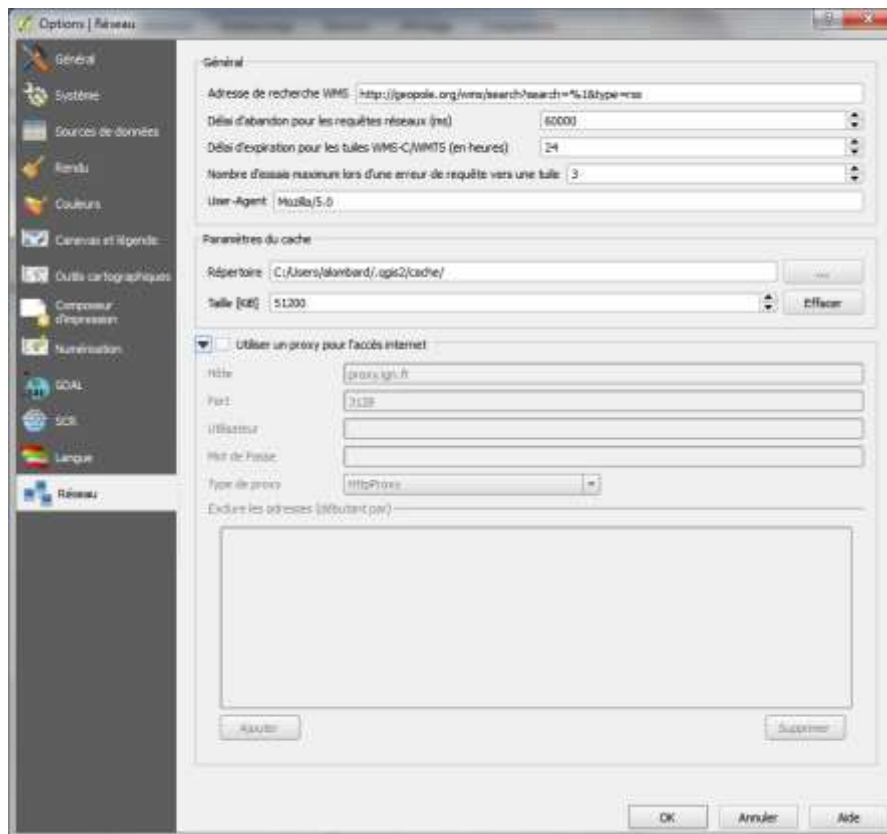 Options | Réseau
Général
Système
Sources de données
Rendu
Couleurs
Canevas et légende
Outils cartographiques
Composeur
d'impression
Numérisation
GDAL
SCR
Langue
Réseau
Général
Adresse de recherche WMS http://geopole.org/wms/search?search=%1&type=rss
Délai d'abandon pour les requêtes réseaux (ms) 60000
Délai d'expiration pour les tuiles WMS-C/WMTS (en heures) 24
Nombre d'essais maximum lors d'une erreur de requête vers une tuile 3
User-Agent Mozilla/5.0
Paramètres du cache
Répertoire C:/Users/alombard/.qgis2/cache/ ...
Taille [KiB] 51200 Effacer
Utiliser un proxy pour l'accès internet
Hôte proxy.ign.fr
Port 3128
Utilisateur
Mot de Passe
Type de proxy HttpProxy
Exclure les adresses (débutant par)
Ajouter Supprimer
OK Annuler Aide